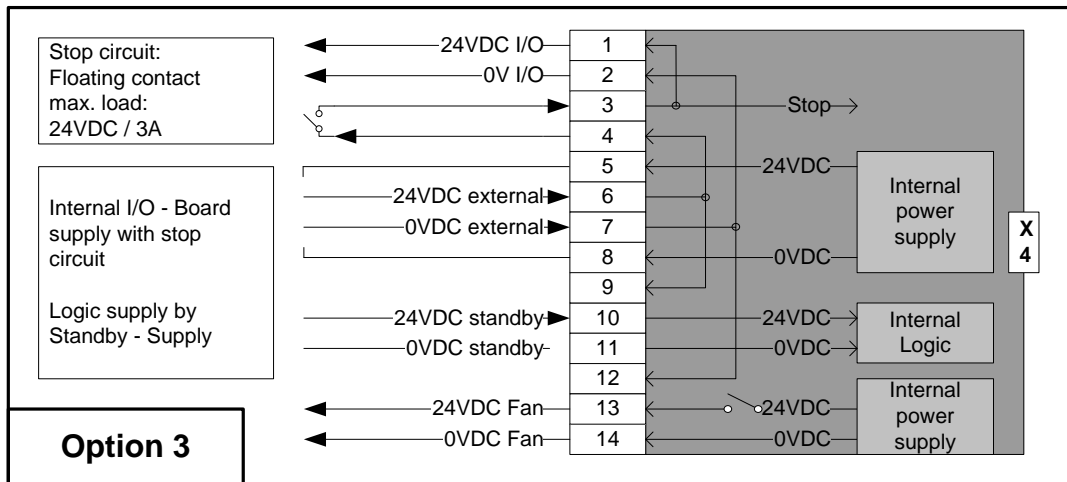 Stop circuit:
Floating contact
max. load:
24VDC / 3A
Internal I/O - Board
supply with stop
circuit
Logic supply by
Standby - Supply
Option 3
24VDC I/O 1
0V I/O 2
3 Stop
4
5 24VDC
24VDC external 6
0VDC external 7
8 0VDC
9
24VDC standby 10 24VDC
0VDC standby 11 0VDC
12
24VDC Fan 13 24VDC
0VDC Fan 14 0VDC
Internal
power
supply
Internal
Logic
Internal
power
supply
X
4